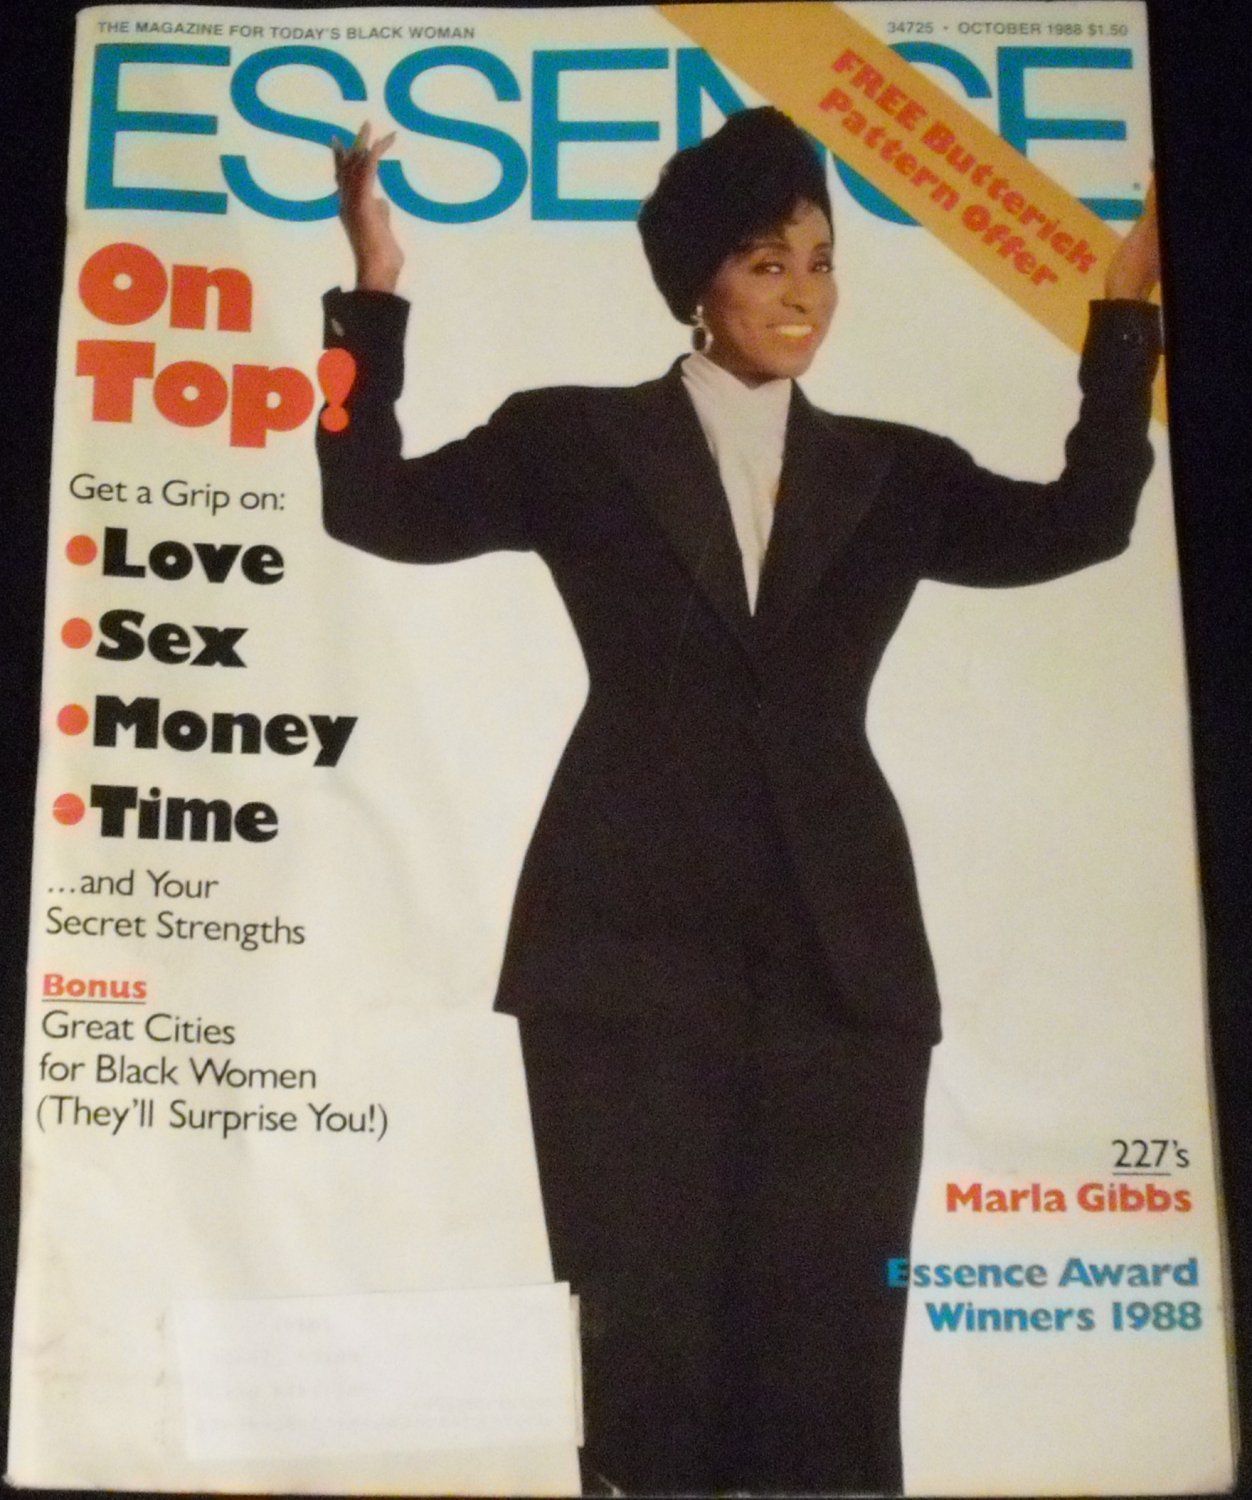 THE MAGAZINE FOR TODAY'S BLACK WOMAN
34725 • OCTOBER 1988 $1.50
ESSENCE
FREE Butterick
Pattern Offer
On
Top!
Get a Grip on:
•Love
•Sex
•Money
•Time
...and Your
Secret Strengths
Bonus
Great Cities
for Black Women
(They'll Surprise You!)
227's
Marla Gibbs
Essence Award
Winners 1988